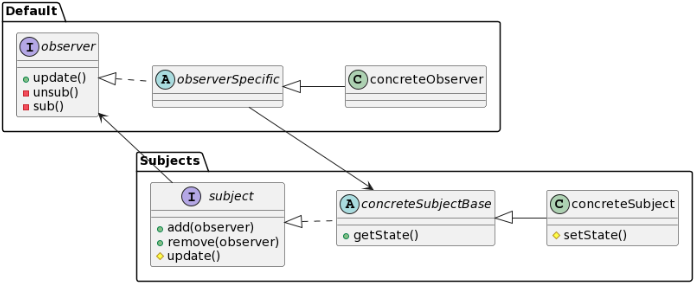 Default
I observer
update()
unsub()
sub()
A observerSpecific
C concreteObserver
Subjects
I subject
add(observer)
remove(observer)
update()
A concreteSubjectBase
getState()
C concreteSubject
setState()